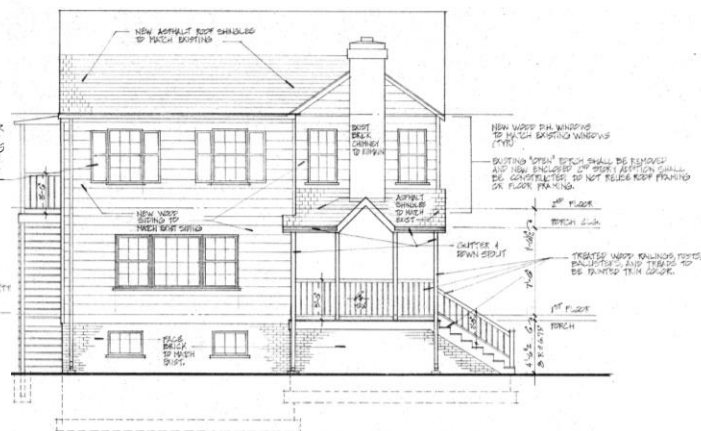 NEW ASPHALT ROOF SHINGLES
TO MATCH EXISTING
EXIST
BRICK
CHIMNEY
TO REMAIN
NEW WOOD D.H. WINDOWS
TO MATCH EXISTING WINDOWS
(TYP)
EXISTING "OPEN" PORCH SHALL BE REMOVED
AND NEW ENCLOSED 2ND STORY ADDITION SHALL
BE CONSTRUCTED, DO NOT REUSE ROOF FRAMING
OR FLOOR FRAMING.
ASPHALT
SHINGLES
TO MATCH
EXIST
NEW WOOD
SIDING TO
MATCH EXIST SIDING
2ND FLOOR
PORCH CLG.
GUTTER &
DOWN SPOUT
TREATED WOOD RAILINGS, POSTS,
BALUSTERS, AND TREADS TO
BE PAINTED TRIM COLOR.
1ST FLOOR
PORCH
FACE
BRICK
TO MATCH
EXIST.